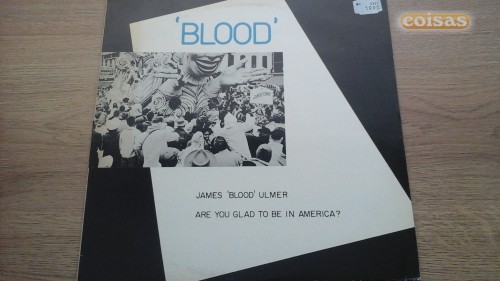 coisas
'BLOOD'
JAMES 'BLOOD' ULMER
ARE YOU GLAD TO BE IN AMERICA?